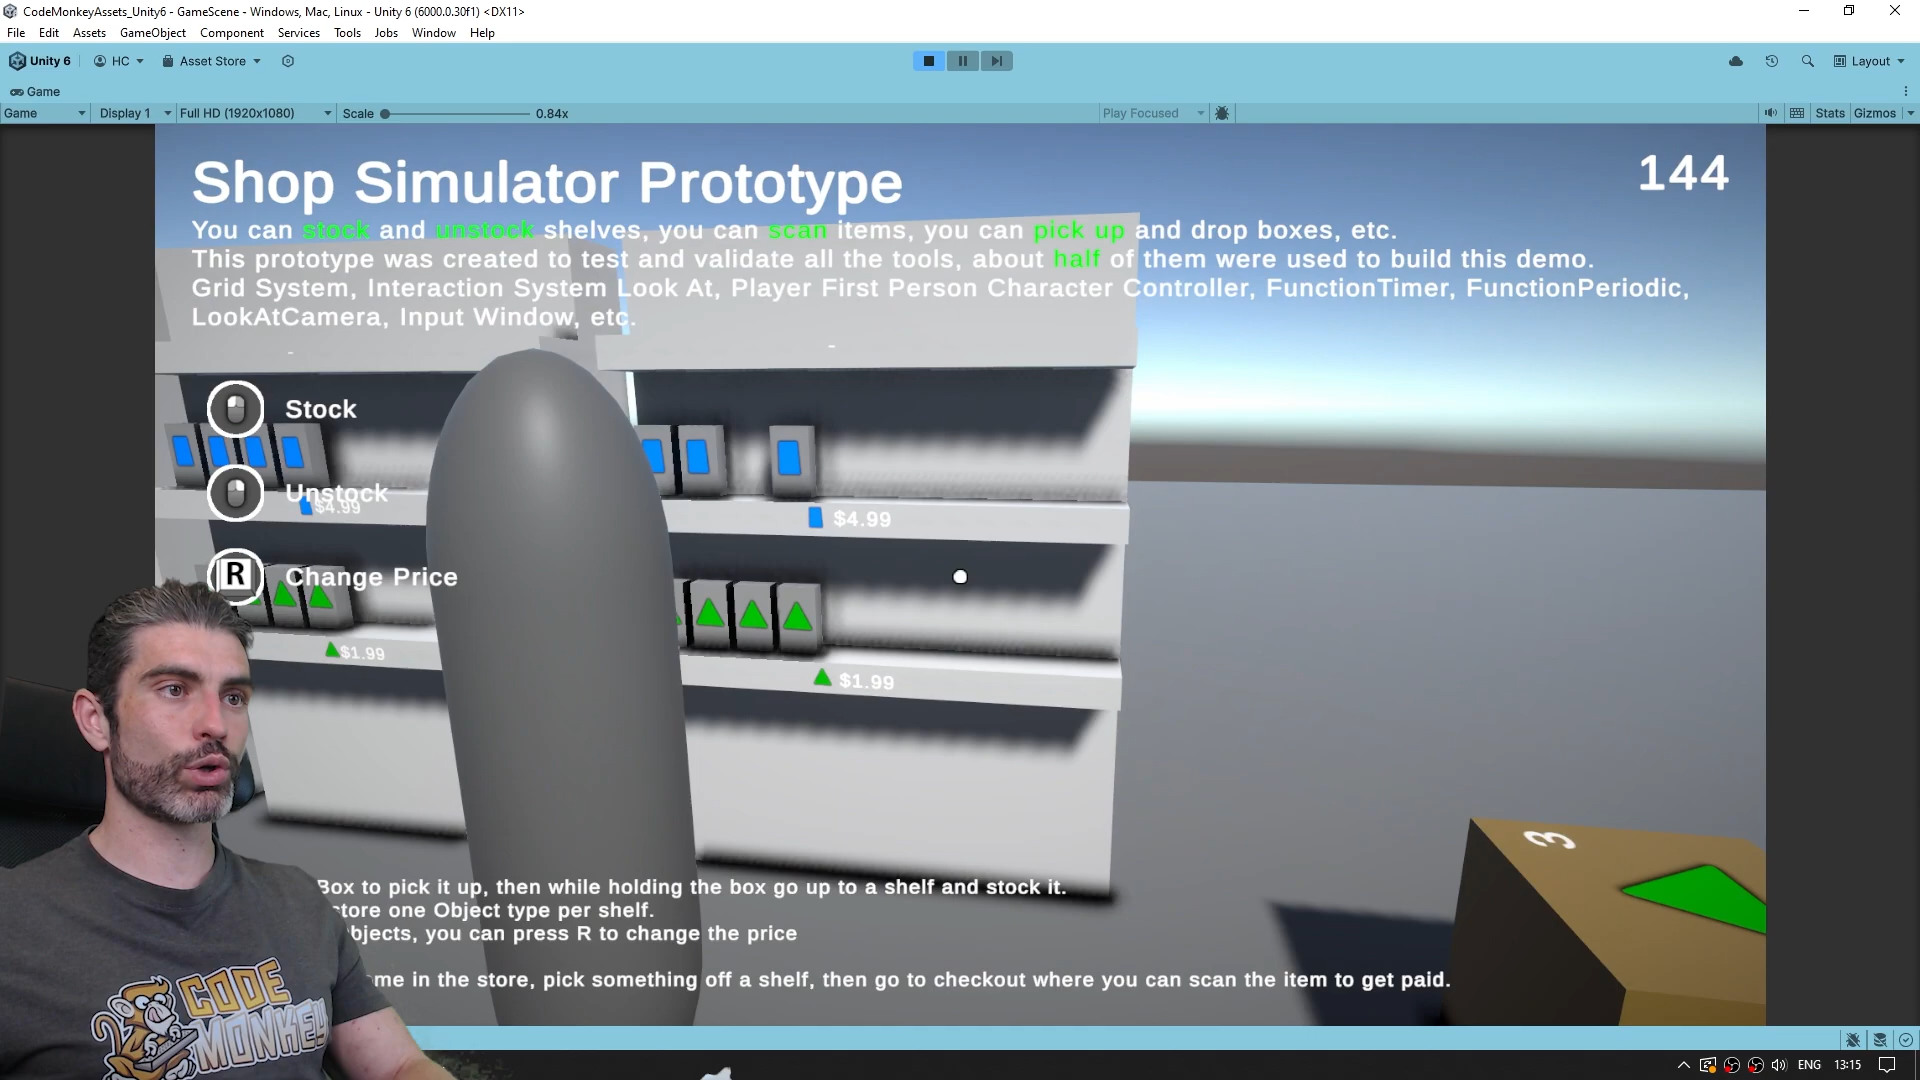 CodeMonkeyAssets_Unity6 - GameScene - Windows, Mac, Linux - Unity 6 (6000.0.30f1) <DX11>
File Edit Assets GameObject Component Services Tools Jobs Window Help
Unity 6 HC Asset Store Layout
Game
Game Display 1 Full HD (1920x1080) Scale 0.84x Play Focused Stats Gizmos
Shop Simulator Prototype
144
You can stock and unstock shelves, you can scan items, you can pick up and drop boxes, etc.
This prototype was created to test and validate all the tools, about half of them were used to build this demo.
Grid System, Interaction System Look At, Player First Person Character Controller, FunctionTimer, FunctionPeriodic,
LookAtCamera, Input Window, etc.
- -
Stock
Unstock
$4.99 $4.99
R Change Price
$1.99 $1.99
3
Box to pick it up, then while holding the box go up to a shelf and stock it.
store one Object type per shelf.
bjects, you can press R to change the price
me in the store, pick something off a shelf, then go to checkout where you can scan the item to get paid.
CODE
MONKEY
ENG 13:15